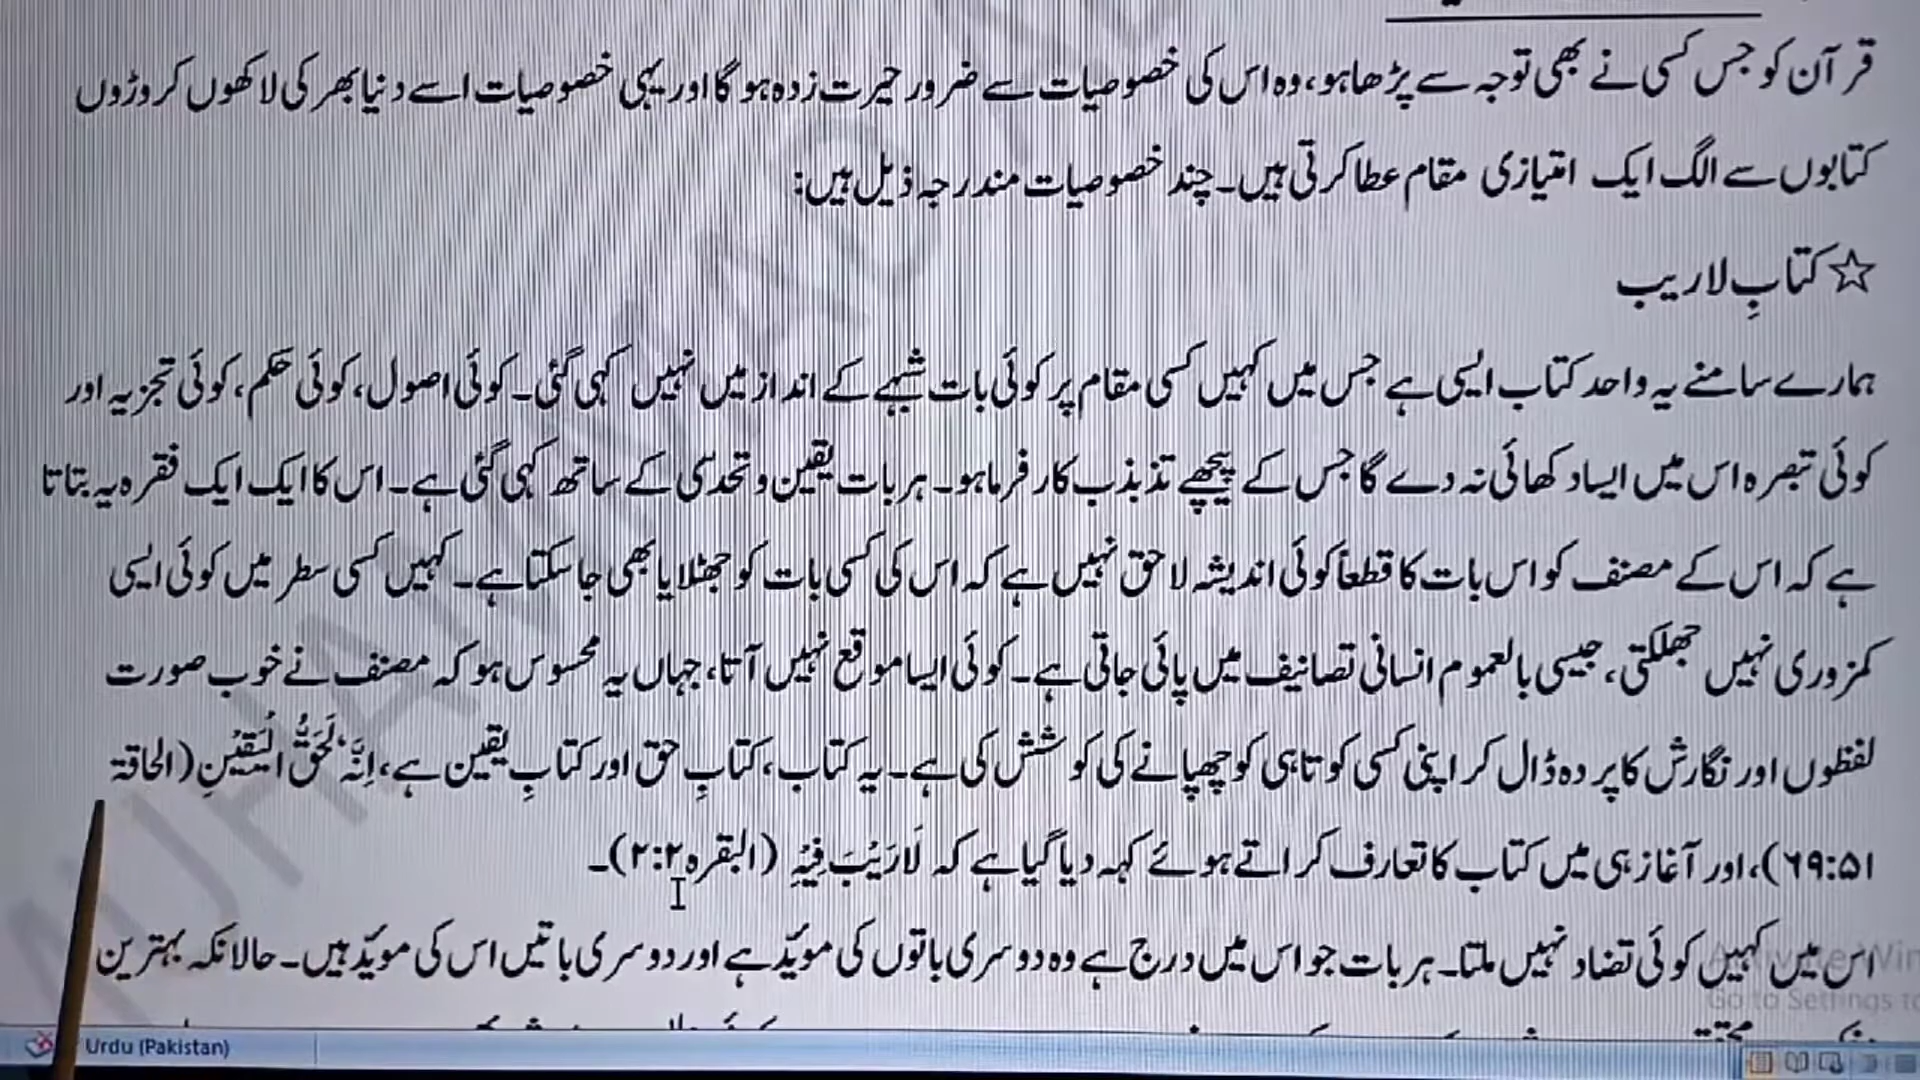 قرآن کو جس کسی نے بھی توجہ سے پڑھا ہو، وہ اس کی خصوصیات سے ضرور حیرت زدہ ہو گا اور یہی خصوصیات اسے دنیا بھر کی لاکھوں کروڑوں
کتابوں سے الگ ایک امتیازی مقام عطا کرتی ہیں۔ چند خصوصیات مندرجہ ذیل ہیں:
☆ کتابِ لاریب
ہمارے سامنے یہ واحد کتاب ایسی ہے جس میں کہیں کسی مقام پر کوئی بات شبہے کے انداز میں نہیں کہی گئی۔ کوئی اصول، کوئی حکم، کوئی تجزیہ اور
کوئی تبصرہ اس میں ایسا دکھائی نہ دے گا جس کے پیچھے تذبذب کارفرما ہو۔ ہر بات یقین و تحدّی کے ساتھ کہی گئی ہے۔ اس کا ایک ایک فقرہ یہ بتاتا
ہے کہ اس کے مصنف کو اس بات کا قطعاً کوئی اندیشہ لاحق نہیں ہے کہ اس کی کسی بات کو جھٹلایا بھی جا سکتا ہے۔ کہیں کسی سطر میں کوئی ایسی
کمزوری نہیں جھلکتی، جیسی بالعموم انسانی تصانیف میں پائی جاتی ہے۔ کوئی ایسا موقع نہیں آتا، جہاں یہ محسوس ہو کہ مصنف نے خوب صورت
لفظوں اور نگارش کا پردہ ڈال کر اپنی کسی کوتاہی کو چھپانے کی کوشش کی ہے۔ یہ کتاب، کتابِ حق اور کتابِ یقین ہے، اِنَّہٗ لَحَقُّ الْیَقِیْنِ (الحاقۃ
۶۹:۵۱)، اور آغاز ہی میں کتاب کا تعارف کراتے ہوئے کہہ دیا گیا ہے کہ لَا رَیْبَ فِیْہِ (البقرہ ۲:۲)۔
اس میں کہیں کوئی تضاد نہیں ملتا۔ ہر بات جو اس میں درج ہے وہ دوسری باتوں کی مویّد ہے اور دوسری باتیں اس کی مویّد ہیں۔ حالانکہ بہترین
Go to Settings to
Urdu (Pakistan)